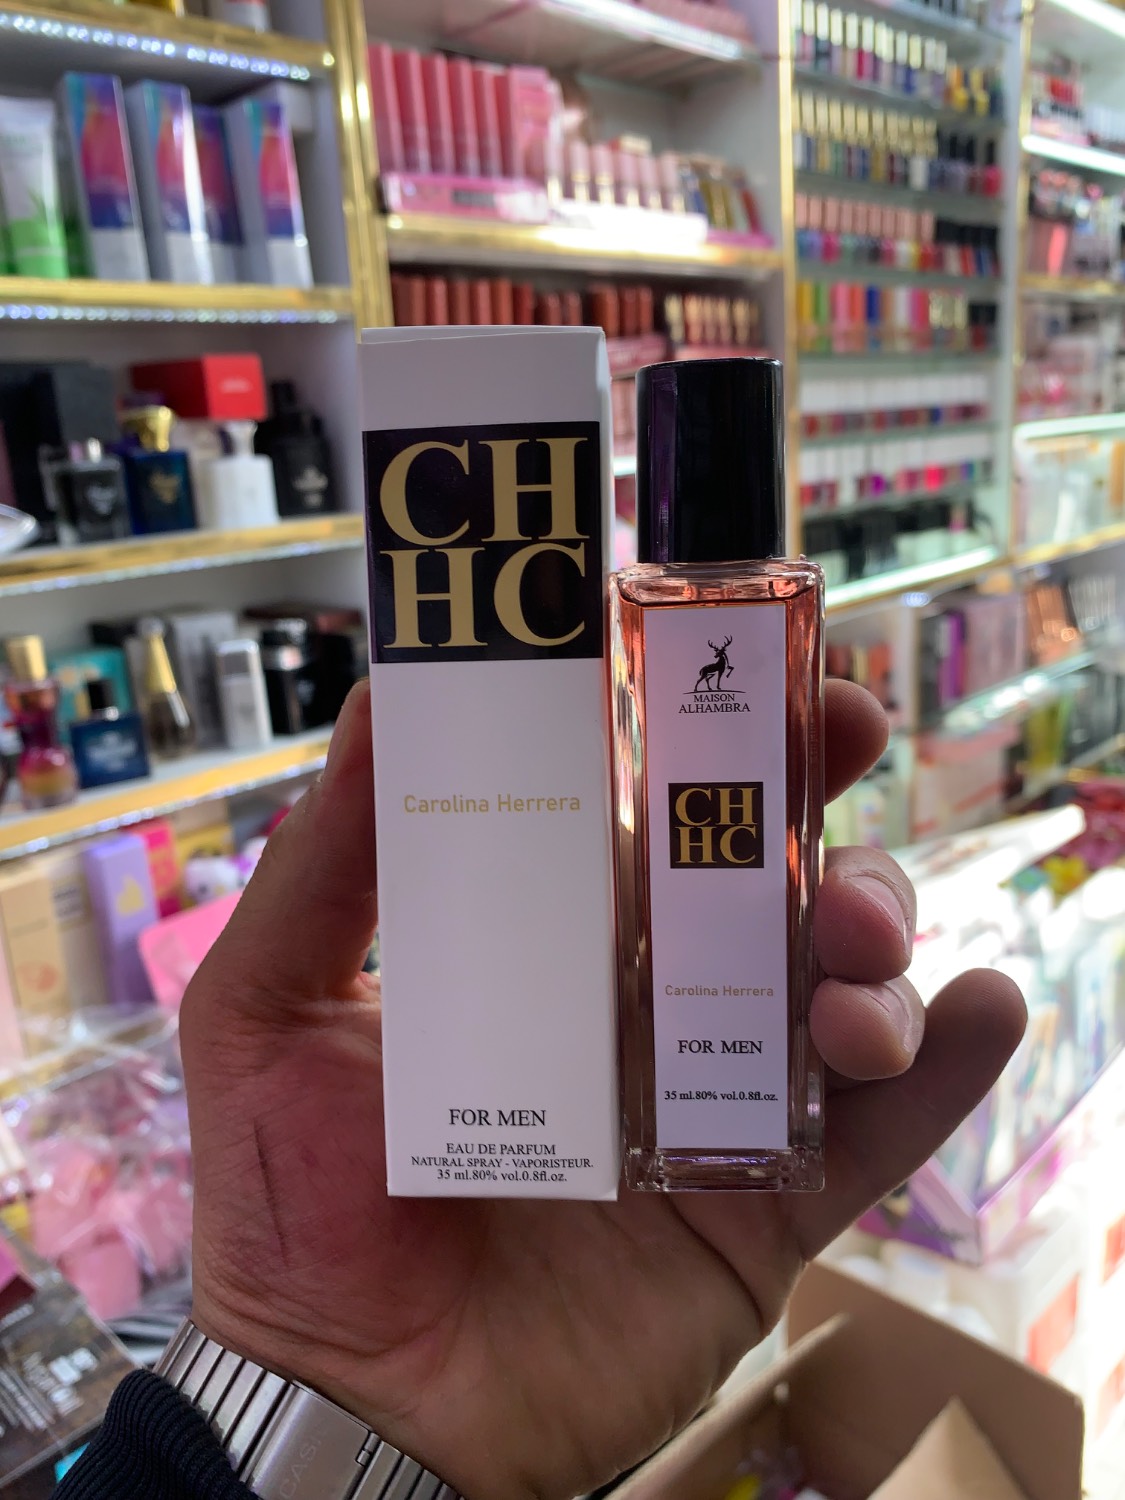 CH
HC
Carolina Herrera
FOR MEN
EAU DE PARFUM
NATURAL SPRAY - VAPORISTEUR.
35 ml.80% vol.0.8fl.oz.
MAISON
ALHAMBRA
CH
HC
Carolina Herrera
FOR MEN
35 ml.80% vol.0.8fl.oz.